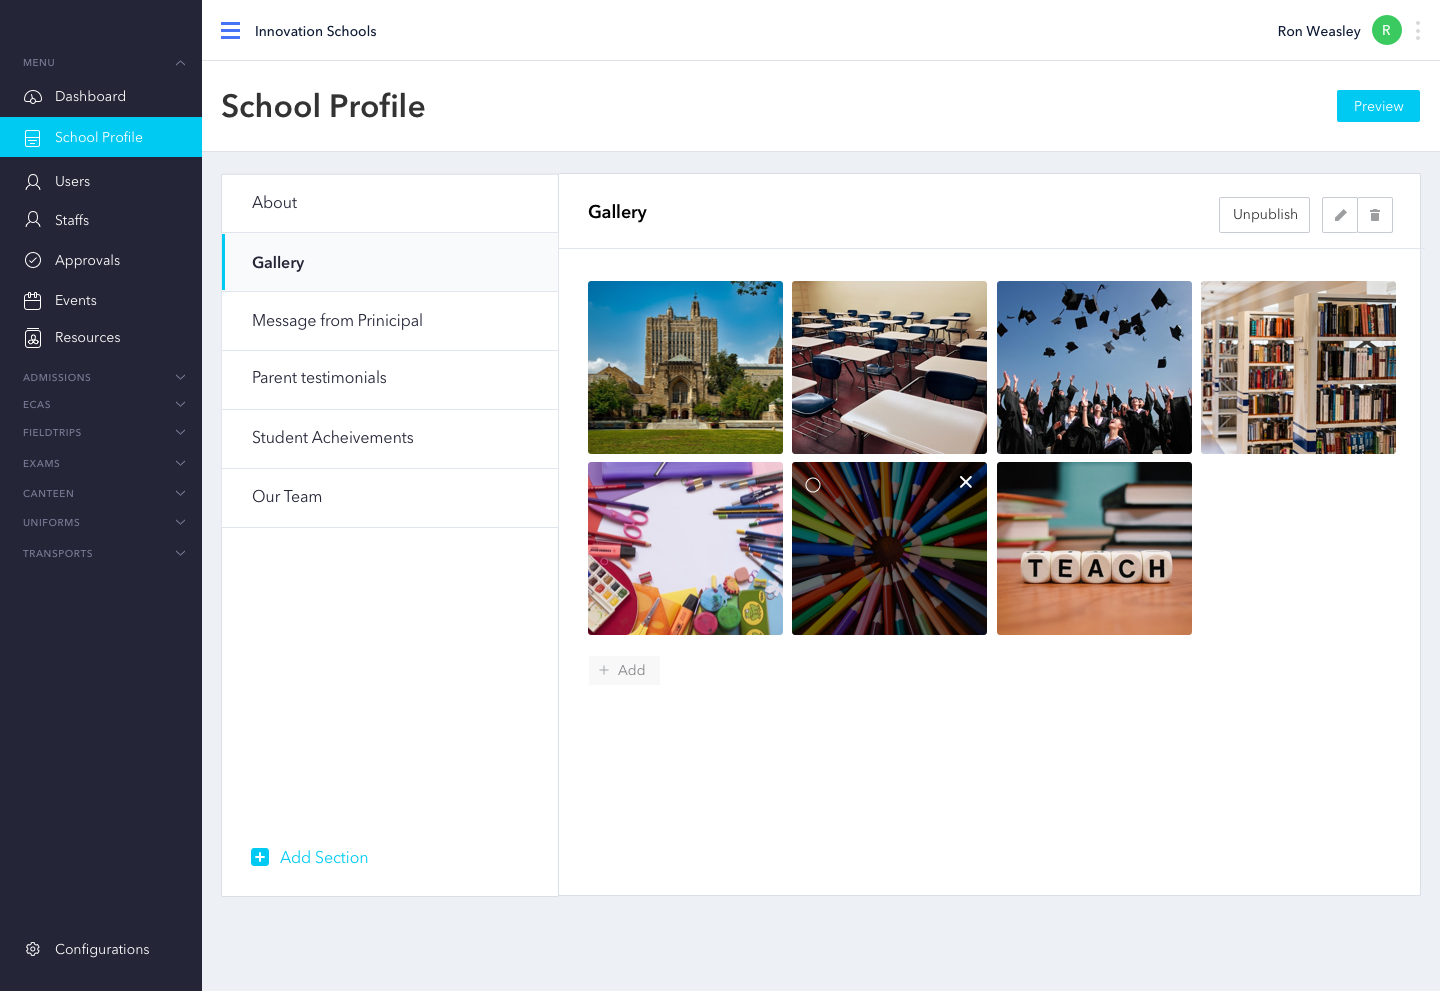 Innovation Schools
Ron Weasley
R
MENU
Dashboard
School Profile
Users
Staffs
Approvals
Events
Resources
ADMISSIONS
ECAS
FIELDTRIPS
EXAMS
CANTEEN
UNIFORMS
TRANSPORTS
Configurations
School Profile
Preview
About
Gallery
Message from Prinicipal
Parent testimonials
Student Acheivements
Our Team
Add Section
Gallery
Unpublish
TEACH
+ Add